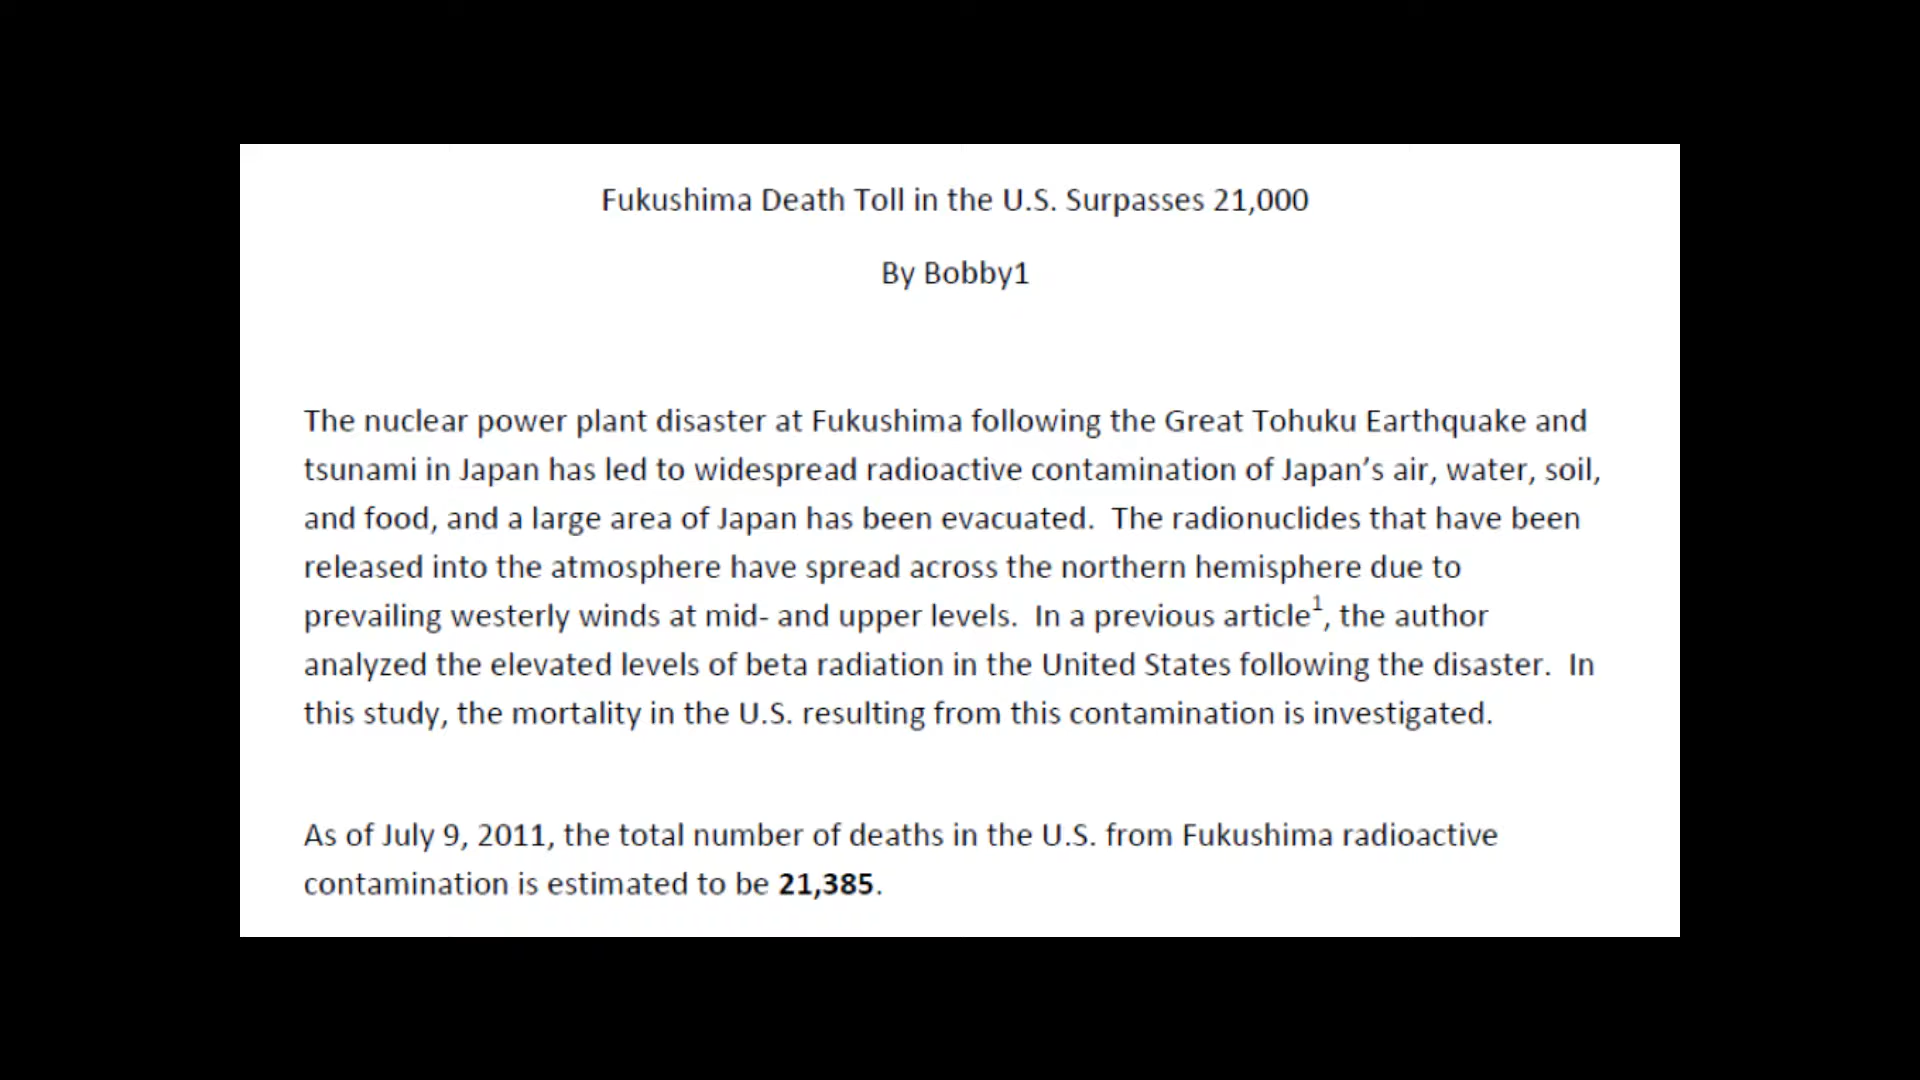 Fukushima Death Toll in the U.S. Surpasses 21,000
By Bobby1
The nuclear power plant disaster at Fukushima following the Great Tohuku Earthquake and
tsunami in Japan has led to widespread radioactive contamination of Japan’s air, water, soil,
and food, and a large area of Japan has been evacuated.  The radionuclides that have been
released into the atmosphere have spread across the northern hemisphere due to
prevailing westerly winds at mid- and upper levels.  In a previous article¹, the author
analyzed the elevated levels of beta radiation in the United States following the disaster.  In
this study, the mortality in the U.S. resulting from this contamination is investigated.
As of July 9, 2011, the total number of deaths in the U.S. from Fukushima radioactive
contamination is estimated to be 21,385.